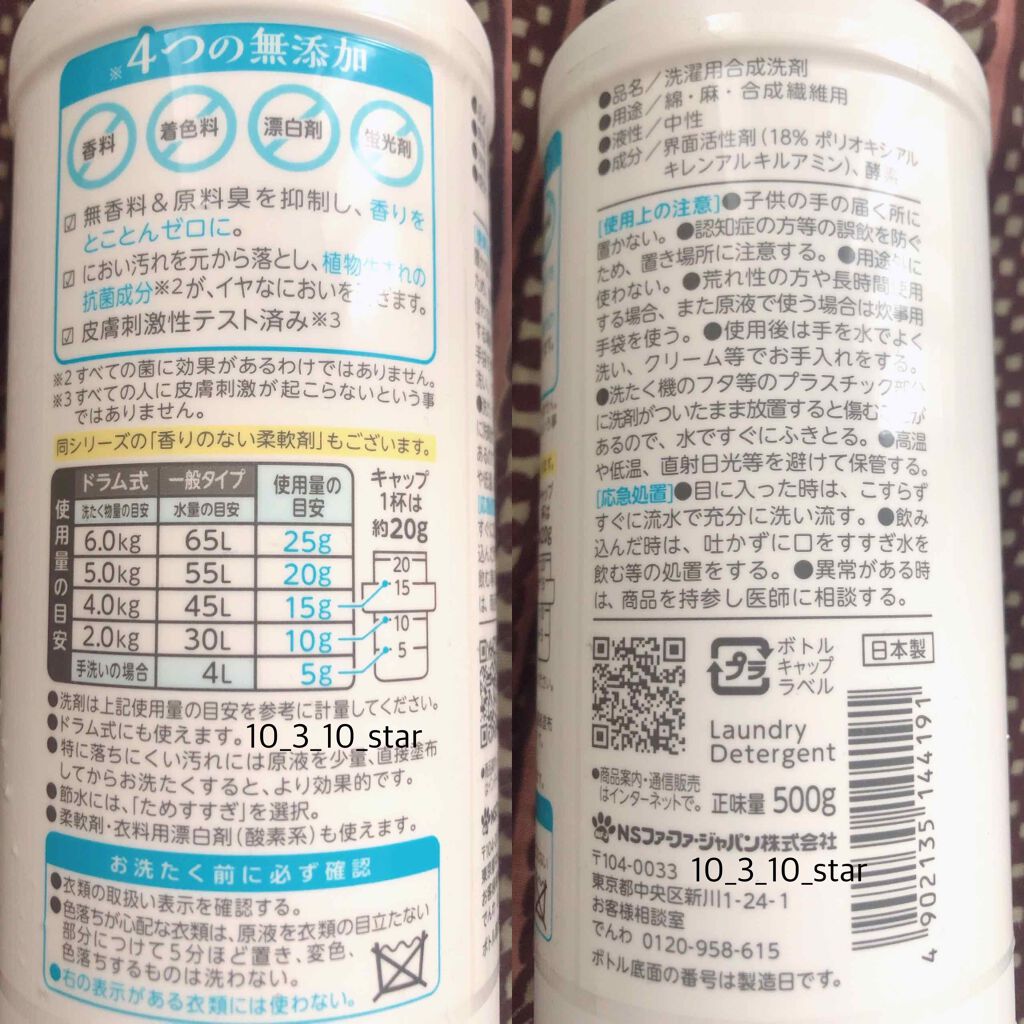 ※4つの無添加
香料
着色料
漂白剤
蛍光剤
☑ 無香料＆原料臭を抑制し、香りを
とことんゼロに。
☑ におい汚れを元から落とし、植物生まれの
抗菌成分※2が、イヤなにおいを
☑ 皮膚刺激性テスト済み※3
※2 すべての菌に効果があるわけではありません。
※3 すべての人に皮膚刺激が起こらないという事
ではありません。
同シリーズの「香りのない柔軟剤」もございます。
使用量の目安
ドラム式 一般タイプ 使用量の
目安
洗たく物量の目安 水量の目安
6.0kg 65L 25g
5.0kg 55L 20g
4.0kg 45L 15g
2.0kg 30L 10g
手洗いの場合 4L 5g
キャップ
1杯は
約20g
20
15
10
5
●洗剤は上記使用量の目安を参考に計量してください。
●ドラム式にも使えます。
10_3_10_star
●特に落ちにくい汚れには原液を少量、直接塗布
してからお洗たくすると、より効果的です。
●節水には、「ためすすぎ」を選択。
●柔軟剤・衣料用漂白剤(酸素系)も使えます。
お洗たく前に必ず確認
●衣類の取扱い表示を確認する。
●色落ちが心配な衣類は、原液を衣類の目立たない
部分につけて5分ほど置き、変色、
色落ちするものは洗わない。
●右の表示がある衣類には使わない。
●品名／洗濯用合成洗剤
●用途／綿・麻・合成繊維用
●液性／中性
●成分／界面活性剤(18% ポリオキシアル
キレンアルキルアミン)、酵素
[使用上の注意]●子供の手の届く所に
置かない。●認知症の方等の誤飲を防ぐ
ため、置き場所に注意する。●用途外に
使わない。●荒れ性の方や長時間使用
する場合、また原液で使う場合は炊事用
手袋を使う。●使用後は手を水でよく
洗い、クリーム等でお手入れをする。
●洗たく機のフタ等のプラスチック部分
に洗剤がついたまま放置すると傷む
があるので、水ですぐにふきとる。●高温
や低温、直射日光等を避けて保管する。
[応急処置]●目に入った時は、こすらず
すぐに流水で充分に洗い流す。●飲み
込んだ時は、吐かずに口をすすぎ水を
飲む等の処置をする。●異常がある時
は、商品を持参し医師に相談する。
プラ
ボトル
キャップ
ラベル
日本製
Laundry
Detergent
●商品案内・通信販売
はインターネットで。
正味量 500g
NSファーファ・ジャパン株式会社
〒104-0033
10_3_10_star
東京都中央区新川1-24-1
お客様相談室
でんわ 0120-958-615
ボトル底面の番号は製造日です。
4 902135 144191